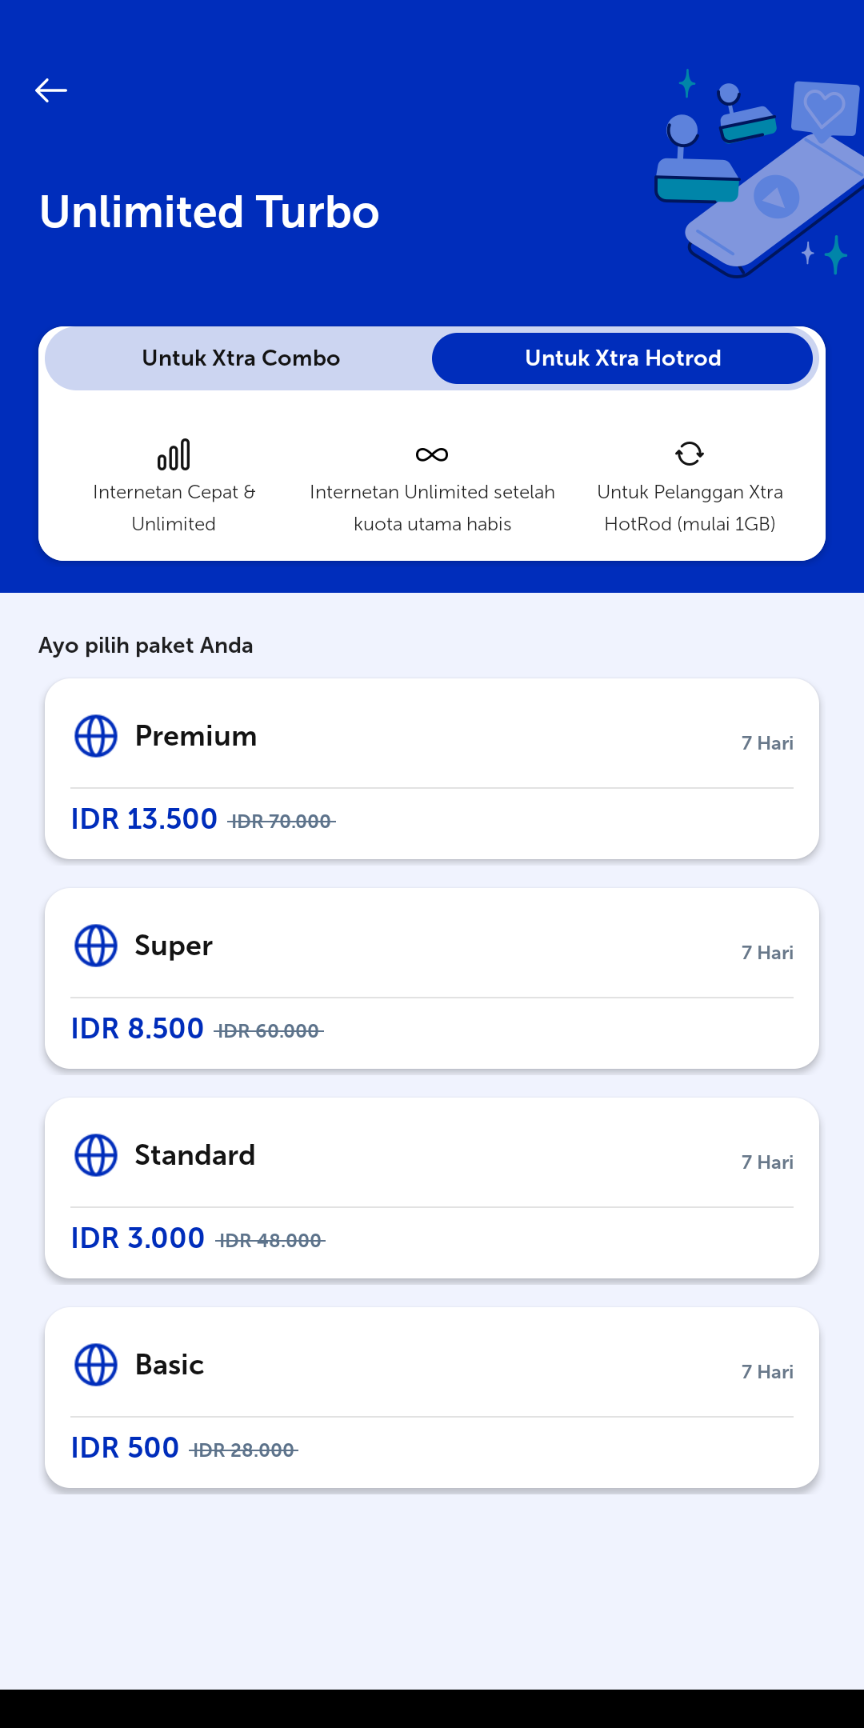 Unlimited Turbo
Untuk Xtra Combo
Untuk Xtra Hotrod
Internetan Cepat &
Unlimited
Internetan Unlimited setelah
kuota utama habis
Untuk Pelanggan Xtra
HotRod (mulai 1GB)
Ayo pilih paket Anda
Premium
7 Hari
IDR 13.500 IDR 70.000
Super
7 Hari
IDR 8.500 IDR 60.000
Standard
7 Hari
IDR 3.000 IDR 48.000
Basic
7 Hari
IDR 500 IDR 28.000